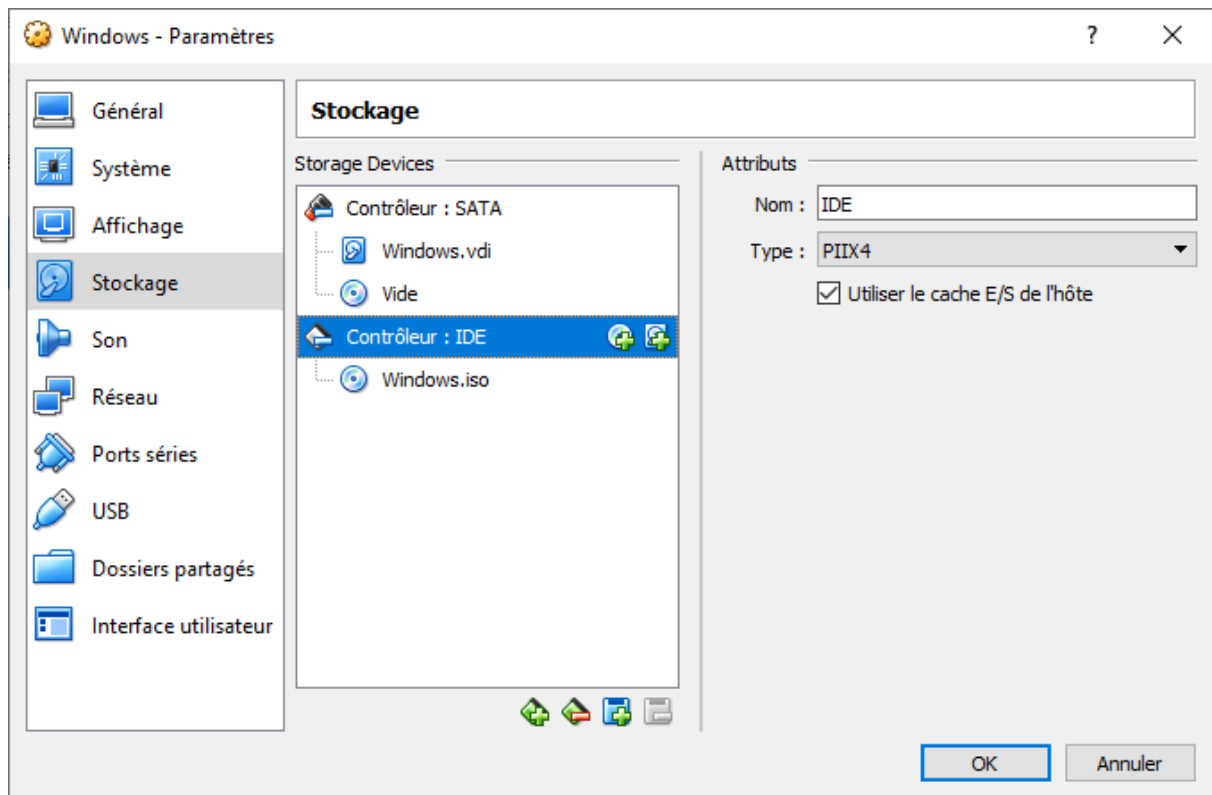 Windows - Paramètres
?
Général
Système
Affichage
Stockage
Son
Réseau
Ports séries
USB
Dossiers partagés
Interface utilisateur
Stockage
Storage Devices
Contrôleur : SATA
Windows.vdi
Vide
Contrôleur : IDE
Windows.iso
Attributs
Nom : IDE
Type : PIIX4
Utiliser le cache E/S de l'hôte
OK
Annuler